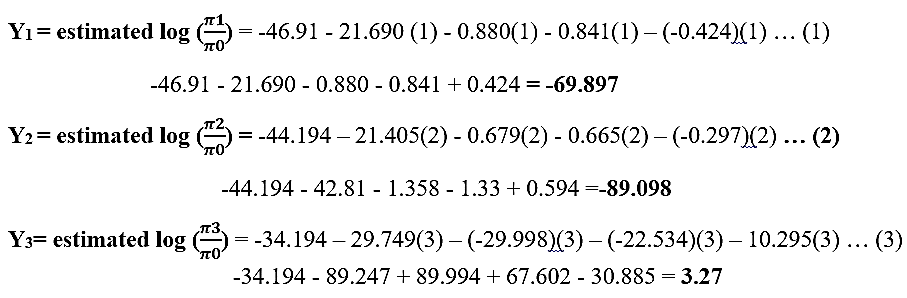 Y₁ = estimated log (π1/π0) = -46.91 - 21.690 (1) - 0.880(1) - 0.841(1) – (-0.424)(1) … (1)
-46.91 - 21.690 - 0.880 - 0.841 + 0.424 = -69.897
Y₂ = estimated log (π2/π0) = -44.194 – 21.405(2) - 0.679(2) - 0.665(2) – (-0.297)(2) … (2)
-44.194 - 42.81 - 1.358 - 1.33 + 0.594 =-89.098
Y₃= estimated log (π3/π0) = -34.194 – 29.749(3) – (-29.998)(3) – (-22.534)(3) – 10.295(3) … (3)
-34.194 - 89.247 + 89.994 + 67.602 - 30.885 = 3.27